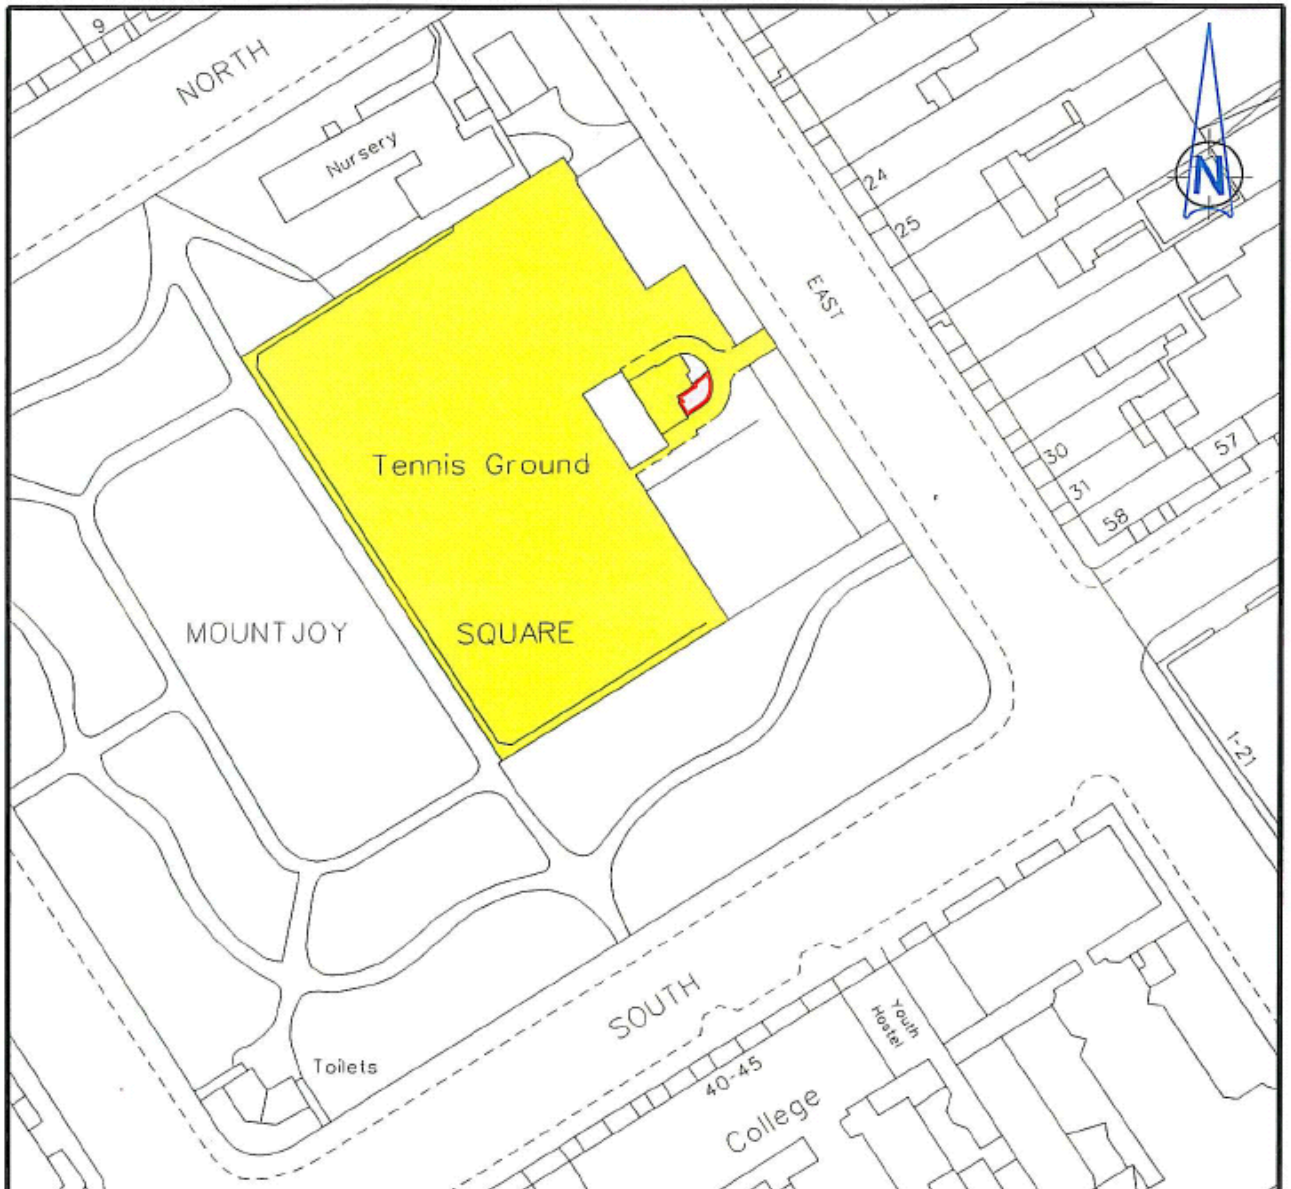 9
NORTH
Nursery
N
24
25
EAST
Tennis Ground
30
31
57
58
MOUNTJOY SQUARE
1-21
SOUTH
Youth
Hostel
Toilets
40-45
College